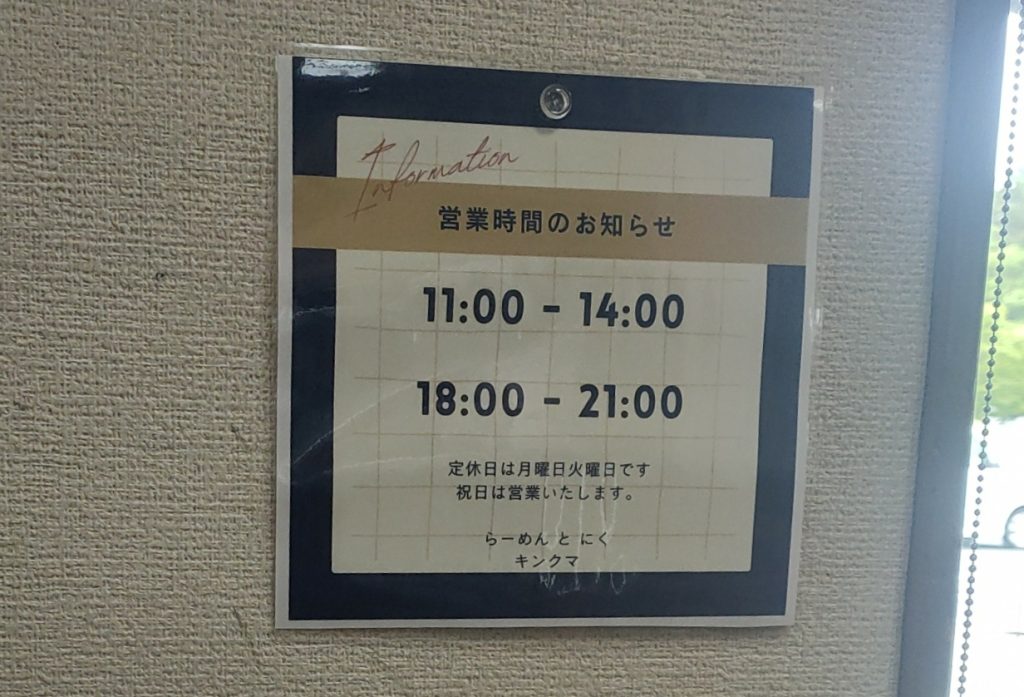 Information
営業時間のお知らせ
11:00 - 14:00
18:00 - 21:00
定休日は月曜日火曜日です
祝日は営業いたします。
らーめん と にく
キンクマ